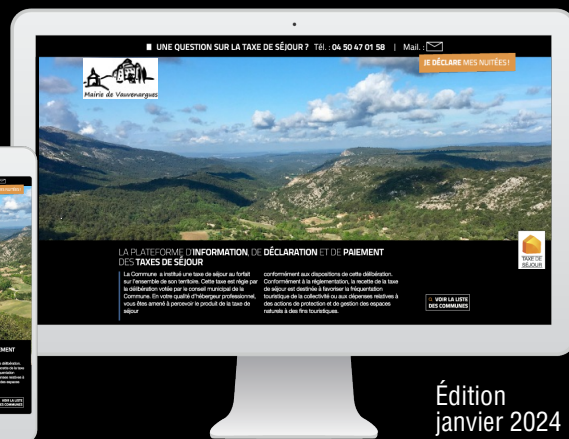 UNE QUESTION SUR LA TAXE DE SÉJOUR ? Tél. : 04 50 47 01 58 | Mail. :
JE DÉCLARE MES NUITÉES !
Mairie de Vauvenargues
LA PLATEFORME D'INFORMATION, DE DÉCLARATION ET DE PAIEMENT
DES TAXES DE SÉJOUR
La Commune a institué une taxe de séjour au forfait
sur l'ensemble de son territoire. Cette taxe est régie par
la délibération votée par le conseil municipal de la
Commune. En votre qualité d'hébergeur professionnel,
vous êtes amené à percevoir le produit de la taxe de
séjour
conformément aux dispositions de cette délibération.
Conformément à la réglementation, la recette de la taxe
de séjour est destinée à favoriser la fréquentation
touristique de la collectivité ou aux dépenses relatives à
des actions de protection et de gestion des espaces
naturels à des fins touristiques.
TAXE DE
SÉJOUR
VOIR LA LISTE
DES COMMUNES
VOIR LA LISTE
DES COMMUNES
Édition
janvier 2024